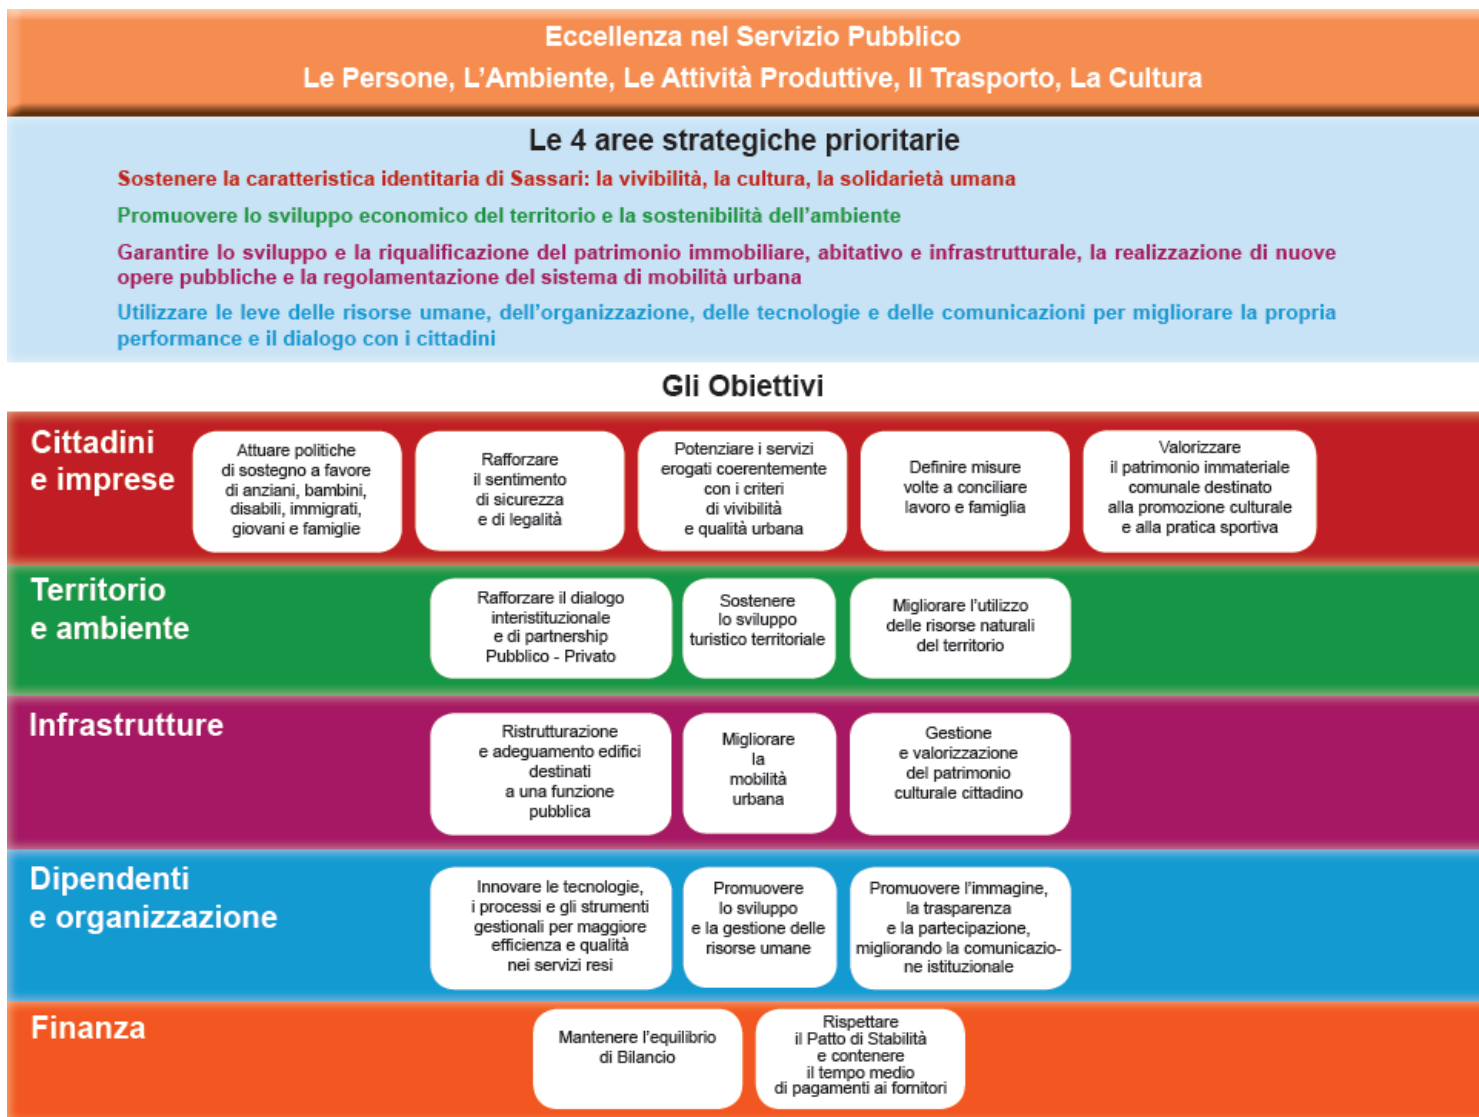 Eccellenza nel Servizio Pubblico
Le Persone, L'Ambiente, Le Attività Produttive, Il Trasporto, La Cultura
Le 4 aree strategiche prioritarie
Sostenere la caratteristica identitaria di Sassari: la vivibilità, la cultura, la solidarietà umana
Promuovere lo sviluppo economico del territorio e la sostenibilità dell'ambiente
Garantire lo sviluppo e la riqualificazione del patrimonio immobiliare, abitativo e infrastrutturale, la realizzazione di nuove
opere pubbliche e la regolamentazione del sistema di mobilità urbana
Utilizzare le leve delle risorse umane, dell'organizzazione, delle tecnologie e delle comunicazioni per migliorare la propria
performance e il dialogo con i cittadini
Gli Obiettivi
Cittadini
e imprese
Attuare politiche
di sostegno a favore
di anziani, bambini,
disabili, immigrati,
giovani e famiglie
Rafforzare
il sentimento
di sicurezza
e di legalità
Potenziare i servizi
erogati coerentemente
con i criteri
di vivibilità
e qualità urbana
Definire misure
volte a conciliare
lavoro e famiglia
Valorizzare
il patrimonio immateriale
comunale destinato
alla promozione culturale
e alla pratica sportiva
Territorio
e ambiente
Rafforzare il dialogo
interistituzionale
e di partnership
Pubblico - Privato
Sostenere
lo sviluppo
turistico territoriale
Migliorare l'utilizzo
delle risorse naturali
del territorio
Infrastrutture
Ristrutturazione
e adeguamento edifici
destinati
a una funzione
pubblica
Migliorare
la
mobilità
urbana
Gestione
e valorizzazione
del patrimonio
culturale cittadino
Dipendenti
e organizzazione
Innovare le tecnologie,
i processi e gli strumenti
gestionali per maggiore
efficienza e qualità
nei servizi resi
Promuovere
lo sviluppo
e la gestione delle
risorse umane
Promuovere l'immagine,
la trasparenza
e la partecipazione,
migliorando la comunicazio-
ne istituzionale
Finanza
Mantenere l'equilibrio
di Bilancio
Rispettare
il Patto di Stabilità
e contenere
il tempo medio
di pagamenti ai fornitori